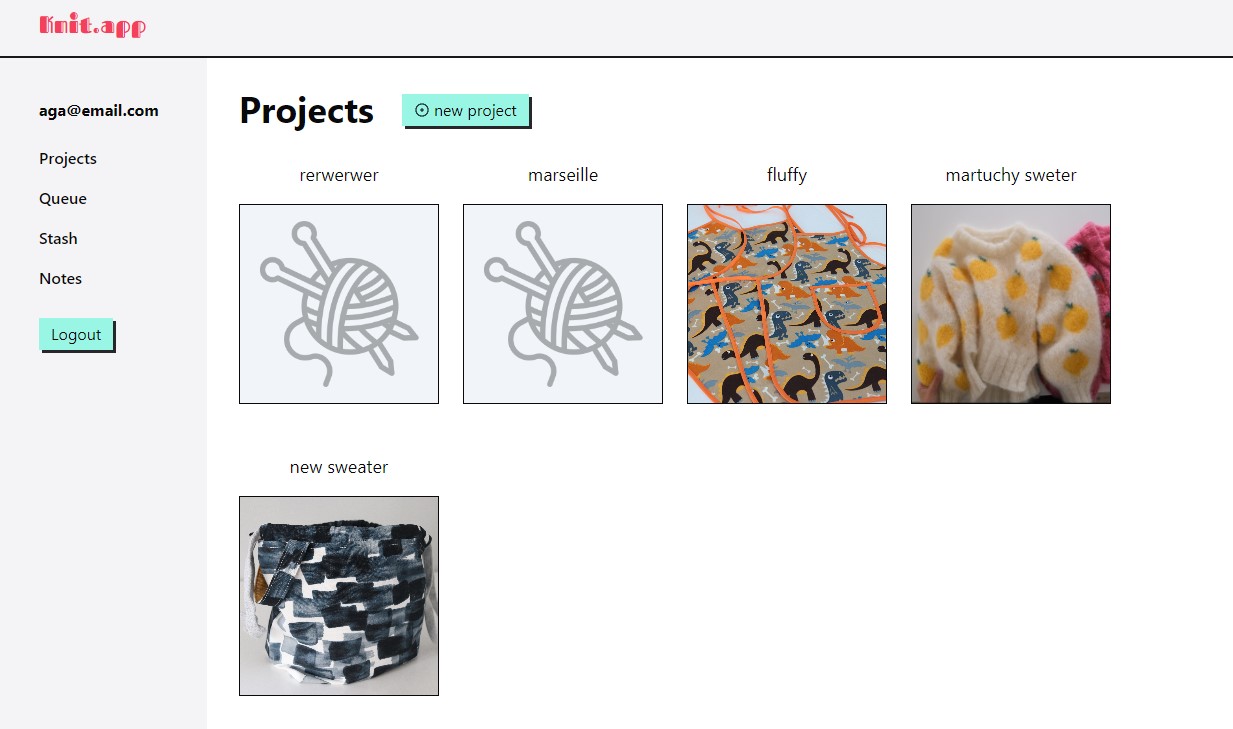 Knit.app
aga@email.com
Projects
Queue
Stash
Notes
Logout
Projects
new project
rerwerwer
marseille
fluffy
martuchy sweter
new sweater